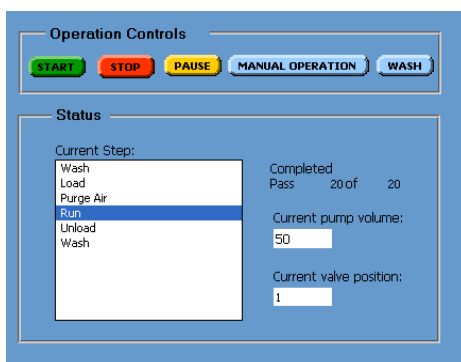 Operation Controls
START STOP PAUSE MANUAL OPERATION WASH
Status
Current Step:
Wash
Load
Purge Air
Run
Unload
Wash
Completed
Pass 20 of 20
Current pump volume:
50
Current valve position:
1